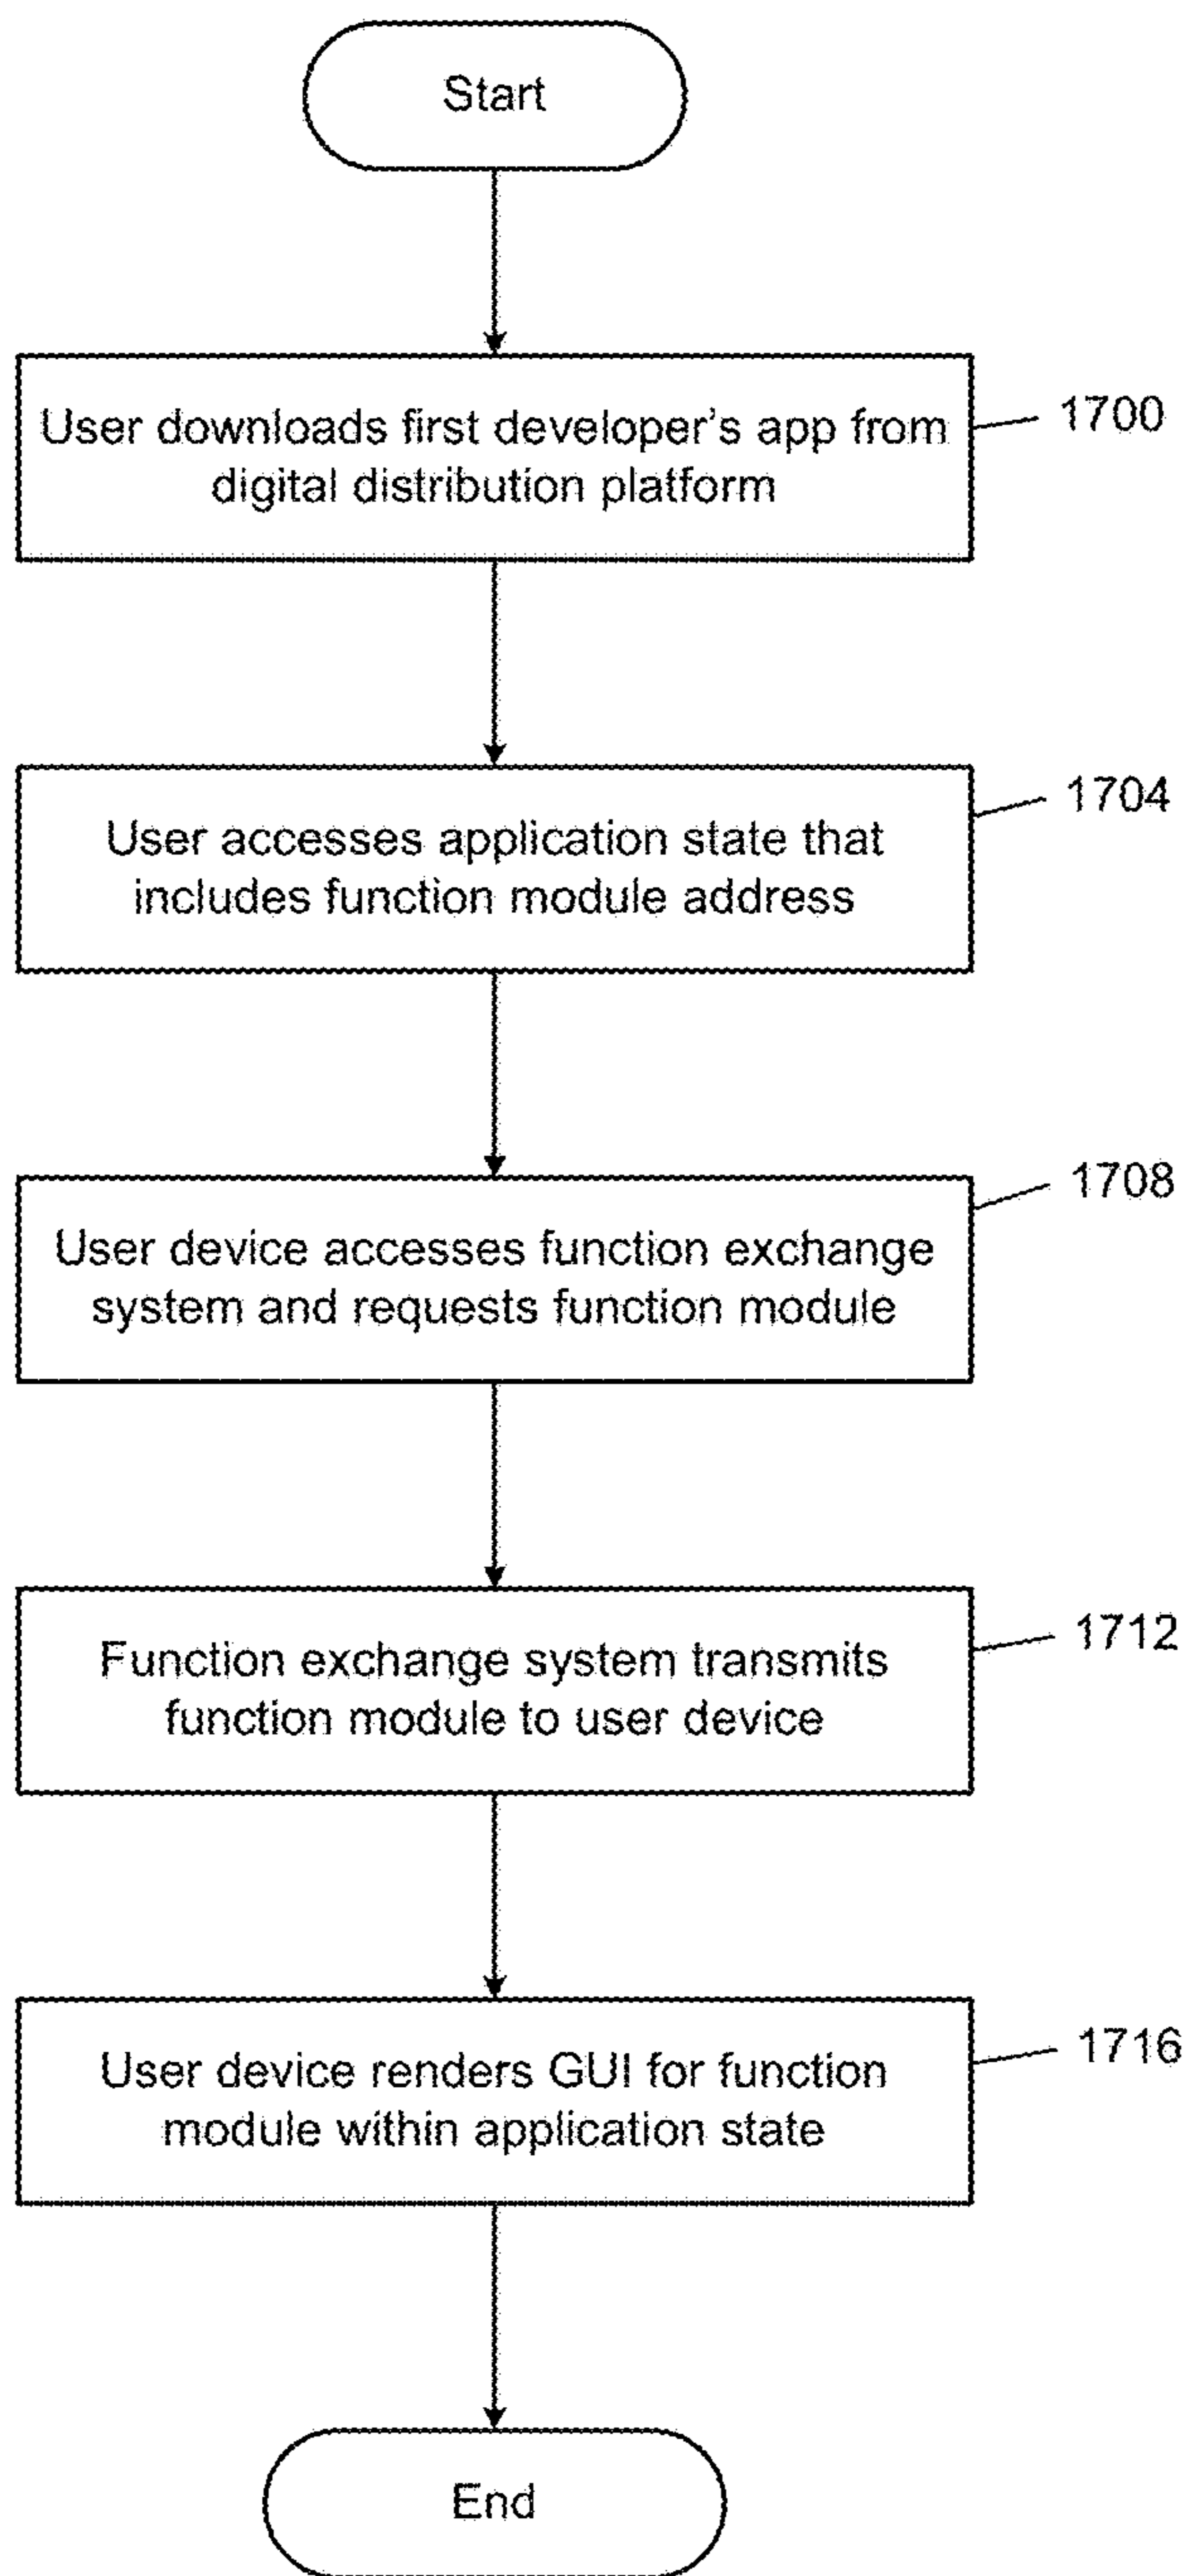 Start
User downloads first developer's app from
digital distribution platform
1700
User accesses application state that
includes function module address
1704
User device accesses function exchange
system and requests function module
1708
Function exchange system transmits
function module to user device
1712
User device renders GUI for function
module within application state
1716
End